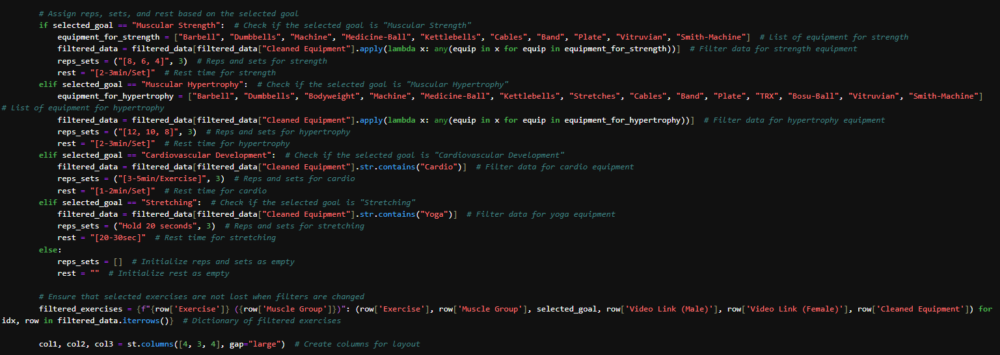 # Assign reps, sets, and rest based on the selected goal
        if selected_goal == "Muscular Strength":  # Check if the selected goal is "Muscular Strength"
            equipment_for_strength = ["Barbell", "Dumbbells", "Machine", "Medicine-Ball", "Kettlebells", "Cables", "Band", "Plate", "Vitruvian", "Smith-Machine"]  # List of equipment for strength
            filtered_data = filtered_data[filtered_data["Cleaned Equipment"].apply(lambda x: any(equip in x for equip in equipment_for_strength))]  # Filter data for strength equipment
            reps_sets = ("[8, 6, 4]", 3)  # Reps and sets for strength
            rest = "[2-3min/Set]"  # Rest time for strength
        elif selected_goal == "Muscular Hypertrophy":  # Check if the selected goal is "Muscular Hypertrophy"
            equipment_for_hypertrophy = ["Barbell", "Dumbbells", "Bodyweight", "Machine", "Medicine-Ball", "Kettlebells", "Stretches", "Cables", "Band", "Plate", "TRX", "Bosu-Ball", "Vitruvian", "Smith-Machine"]
# List of equipment for hypertrophy
            filtered_data = filtered_data[filtered_data["Cleaned Equipment"].apply(lambda x: any(equip in x for equip in equipment_for_hypertrophy))]  # Filter data for hypertrophy equipment
            reps_sets = ("[12, 10, 8]", 3)  # Reps and sets for hypertrophy
            rest = "[2-3min/Set]"  # Rest time for hypertrophy
        elif selected_goal == "Cardiovascular Development":  # Check if the selected goal is "Cardiovascular Development"
            filtered_data = filtered_data[filtered_data["Cleaned Equipment"].str.contains("Cardio")]  # Filter data for cardio equipment
            reps_sets = ("[3-5min/Exercise]", 3)  # Reps and sets for cardio
            rest = "[1-2min/Set]"  # Rest time for cardio
        elif selected_goal == "Stretching":  # Check if the selected goal is "Stretching"
            filtered_data = filtered_data[filtered_data["Cleaned Equipment"].str.contains("Yoga")]  # Filter data for yoga equipment
            reps_sets = ("Hold 20 seconds", 3)  # Reps and sets for stretching
            rest = "[20-30sec]"  # Rest time for stretching
        else:
            reps_sets = []  # Initialize reps and sets as empty
            rest = ""  # Initialize rest as empty

        # Ensure that selected exercises are not lost when filters are changed
        filtered_exercises = {f"{row['Exercise']} ({row['Muscle Group']})": (row['Exercise'], row['Muscle Group'], selected_goal, row['Video Link (Male)'], row['Video Link (Female)'], row['Cleaned Equipment']) for
idx, row in filtered_data.iterrows()}  # Dictionary of filtered exercises

        col1, col2, col3 = st.columns([4, 3, 4], gap="large")  # Create columns for layout